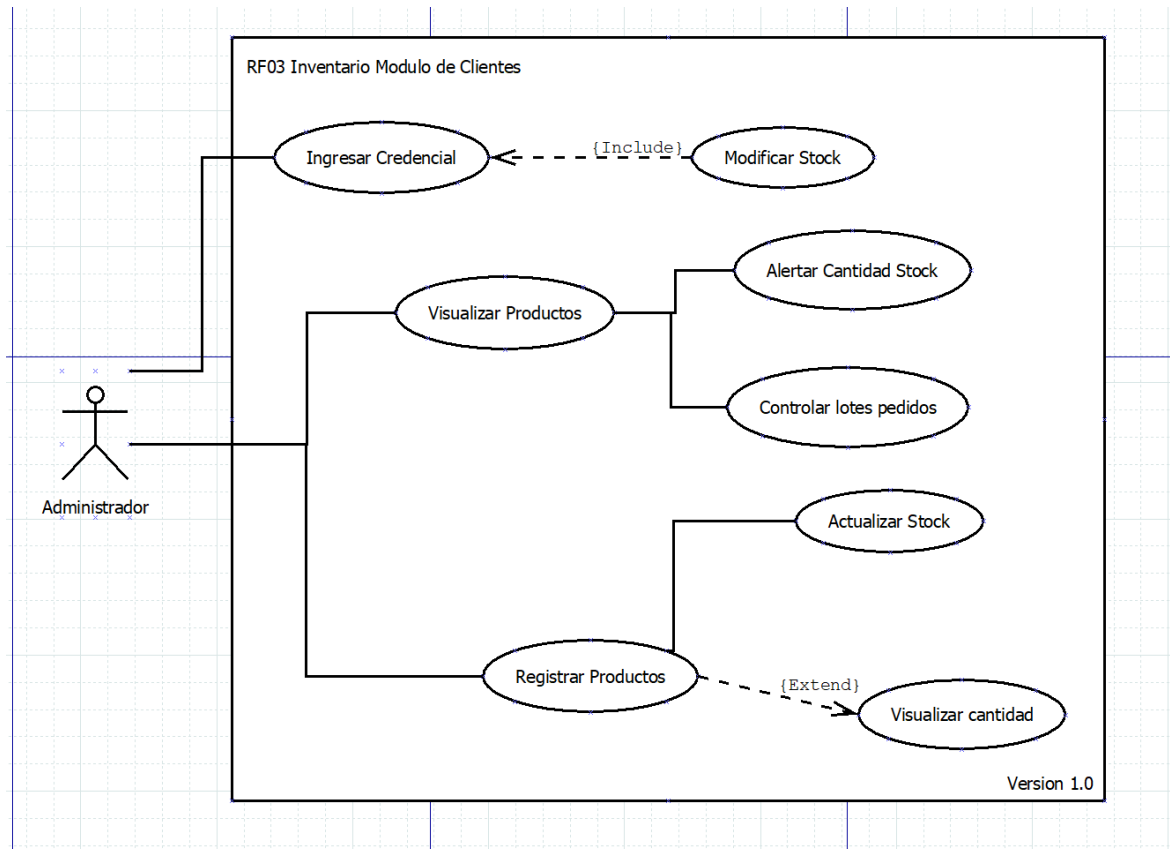 RF03 Inventario Modulo de Clientes
Ingresar Credencial
{Include}
Modificar Stock
Alertar Cantidad Stock
Visualizar Productos
Controlar lotes pedidos
Administrador
Actualizar Stock
Registrar Productos
{Extend}
Visualizar cantidad
Version 1.0